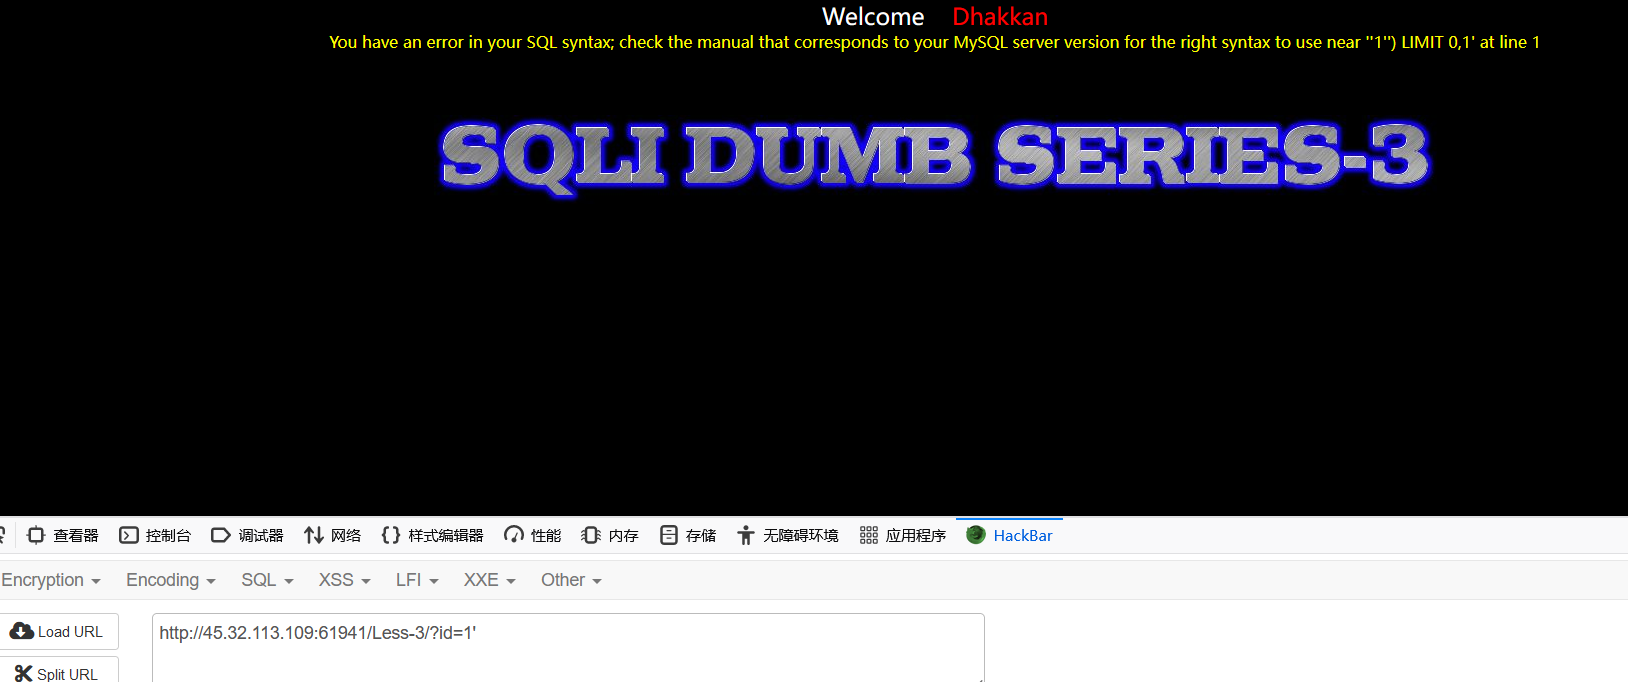 Welcome Dhakkan
You have an error in your SQL syntax; check the manual that corresponds to your MySQL server version for the right syntax to use near ''1'') LIMIT 0,1' at line 1
SQLI DUMB SERIES-3
查看器 控制台 调试器 网络 样式编辑器 性能 内存 存储 无障碍环境 应用程序 HackBar
Encryption Encoding SQL XSS LFI XXE Other
Load URL http://45.32.113.109:61941/Less-3/?id=1'
Split URL